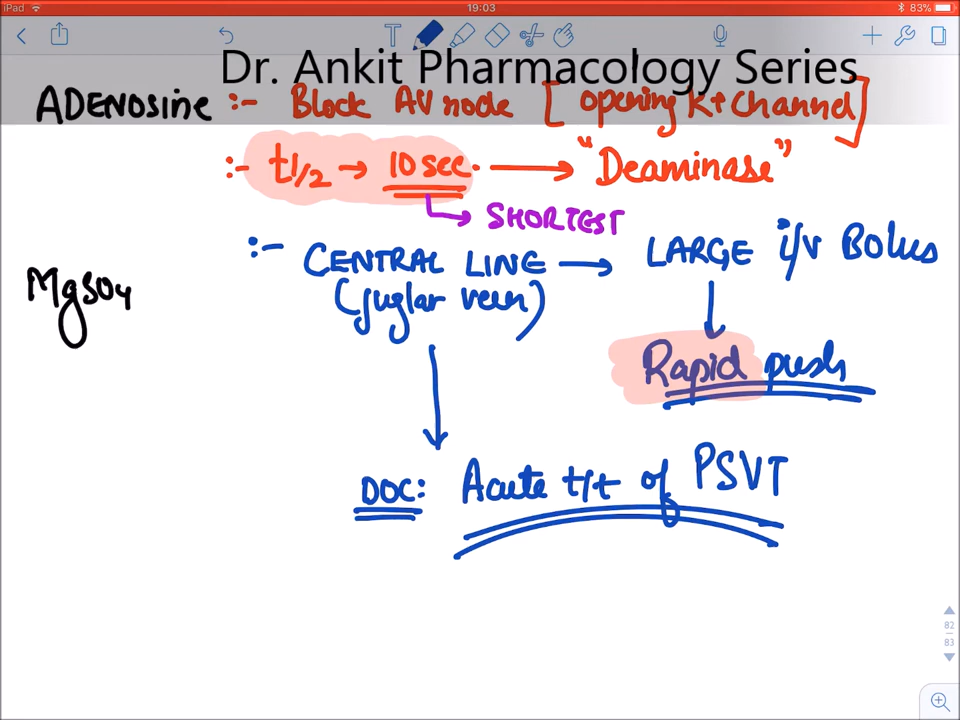 iPad 19:03 83%
Dr. Ankit Pharmacology Series
ADENOSINE :- Block AV node [opening K+ Channel]
:- t1/2 → 10 sec. → "Deaminase"
→ SHORTEST
:- CENTRAL LINE → LARGE i/v Bolus
(juglar vein)
MgSO4
Rapid push
DOC: Acute t/t of PSVT
82
83